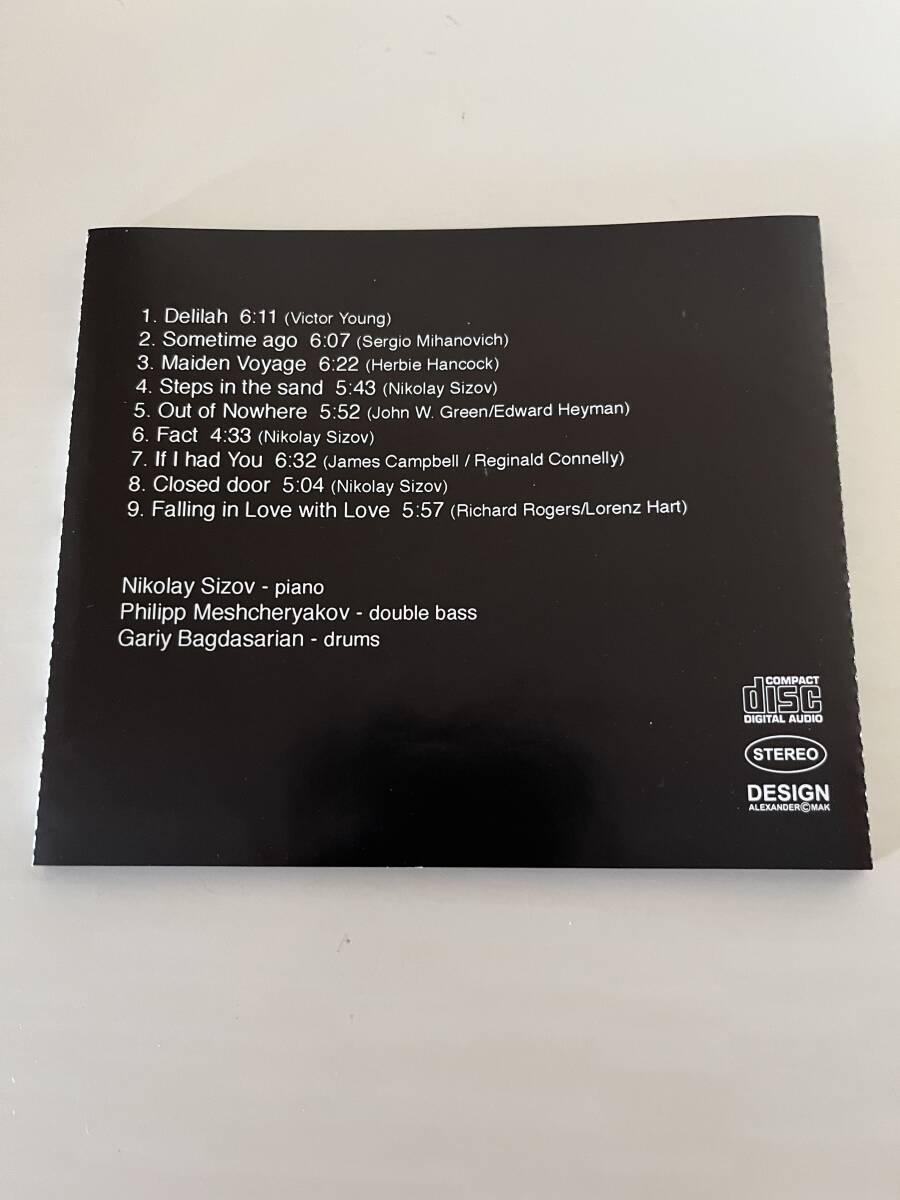 1. Delilah 6:11 (Victor Young)
2. Sometime ago 6:07 (Sergio Mihanovich)
3. Maiden Voyage 6:22 (Herbie Hancock)
4. Steps in the sand 5:43 (Nikolay Sizov)
5. Out of Nowhere 5:52 (John W. Green/Edward Heyman)
6. Fact 4:33 (Nikolay Sizov)
7. If I had You 6:32 (James Campbell / Reginald Connelly)
8. Closed door 5:04 (Nikolay Sizov)
9. Falling in Love with Love 5:57 (Richard Rogers/Lorenz Hart)
Nikolay Sizov - piano
Philipp Meshcheryakov - double bass
Gariy Bagdasarian - drums
COMPACT
disc
DIGITAL AUDIO
STEREO
DESIGN
ALEXANDER©MAK